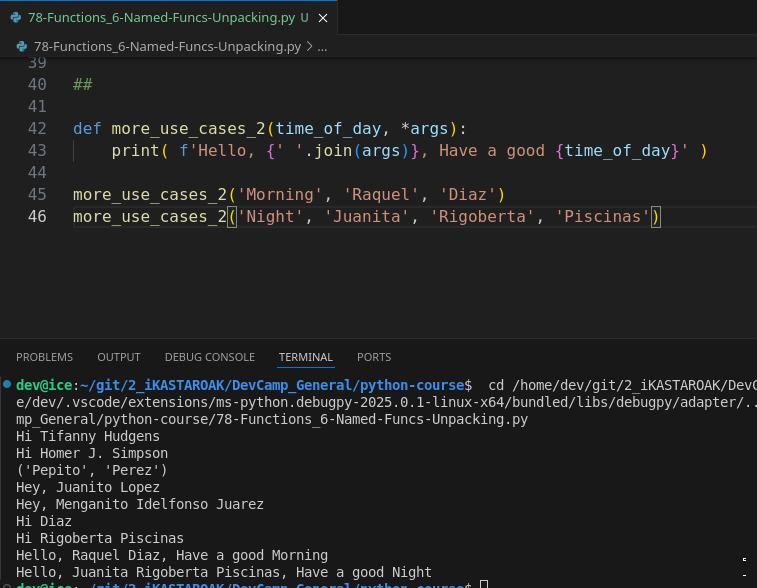 78-Functions_6-Named-Funcs-Unpacking.py U ×
78-Functions_6-Named-Funcs-Unpacking.py > ...
39
40 ##
41
42 def more_use_cases_2(time_of_day, *args):
43     print( f'Hello, {' '.join(args)}, Have a good {time_of_day}' )
44
45 more_use_cases_2('Morning', 'Raquel', 'Diaz')
46 more_use_cases_2('Night', 'Juanita', 'Rigoberta', 'Piscinas')
PROBLEMS OUTPUT DEBUG CONSOLE TERMINAL PORTS
dev@ice:~/git/2_iKASTAROAK/DevCamp_General/python-course$  cd /home/dev/git/2_iKASTAROAK/DevC
e/dev/.vscode/extensions/ms-python.debugpy-2025.0.1-linux-x64/bundled/libs/debugpy/adapter/..
mp_General/python-course/78-Functions_6-Named-Funcs-Unpacking.py
Hi Tifanny Hudgens
Hi Homer J. Simpson
('Pepito', 'Perez')
Hey, Juanito Lopez
Hey, Menganito Idelfonso Juarez
Hi Diaz
Hi Rigoberta Piscinas
Hello, Raquel Diaz, Have a good Morning
Hello, Juanita Rigoberta Piscinas, Have a good Night
dev@ice:~/git/2_iKASTAROAK/DevCamp_General/python-course$